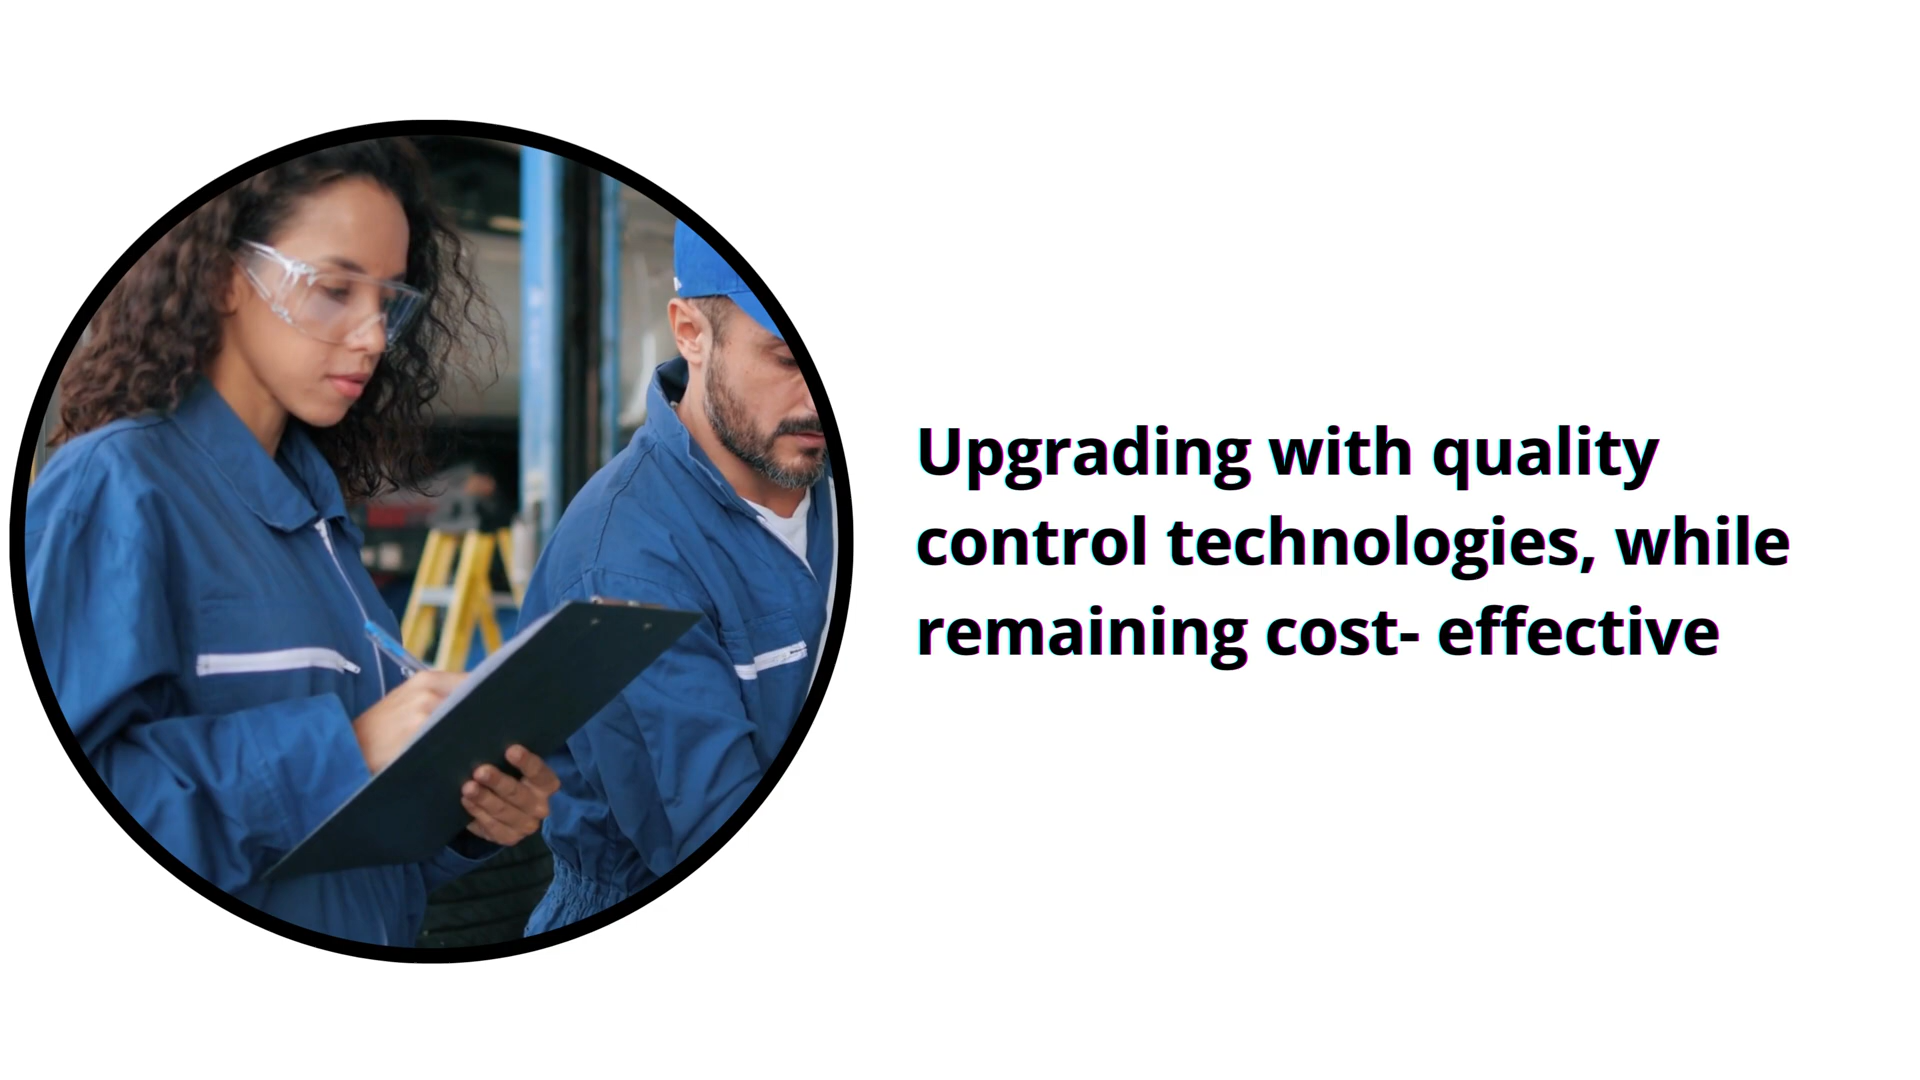 Upgrading with quality
control technologies, while
remaining cost- effective